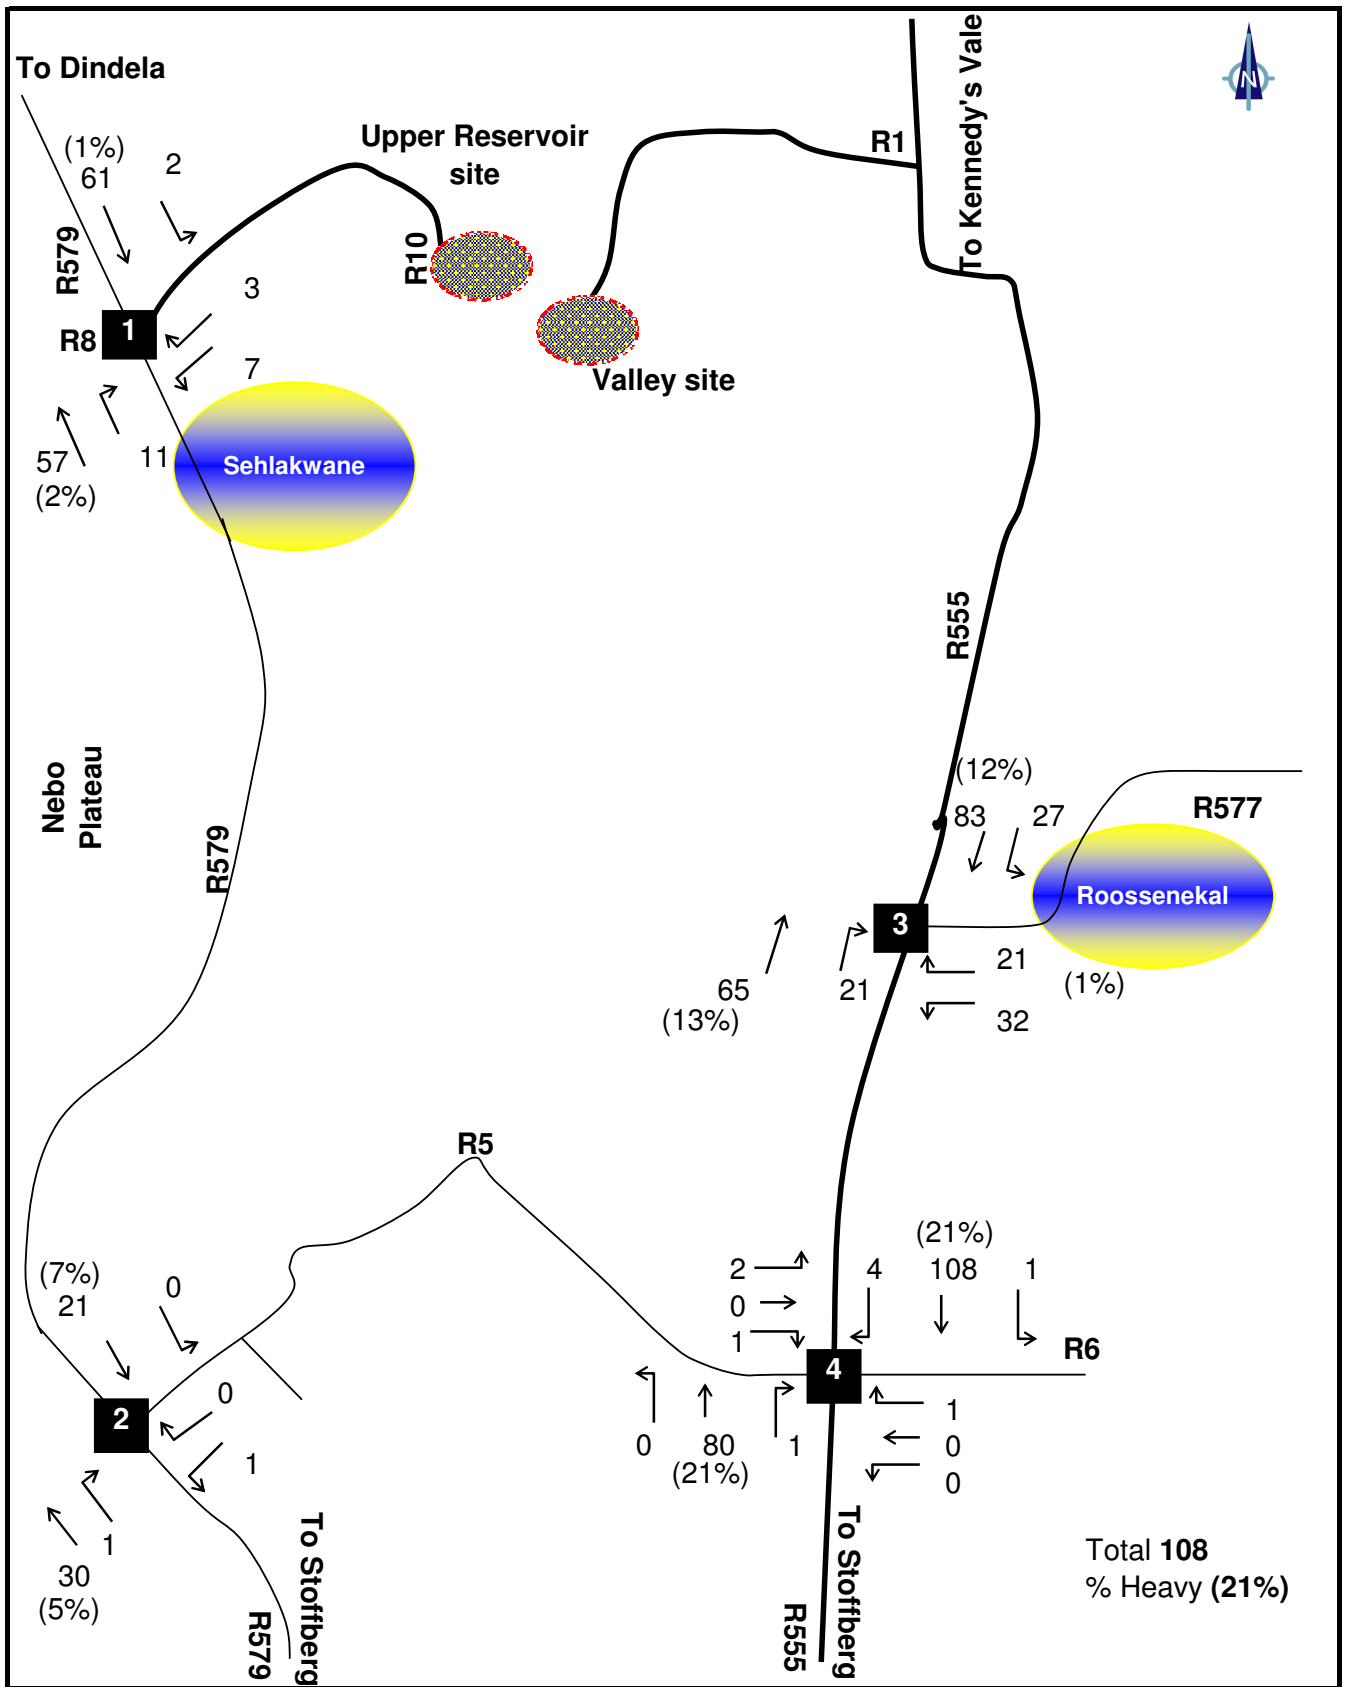 To Dindela
To Kennedy's Vale
N
Upper Reservoir
site
R1
(1%)
61
2
R579
R10
3
R8
1
7
Valley site
57
(2%)
11
Sehlakwane
R555
Nebo
Plateau
R579
(12%)
83
27
R577
Roossenekal
3
21
(1%)
65
(13%)
21
32
R5
(7%)
21
0
2
0
1
4
(21%)
108
1
R6
4
2
0
1
0
80
(21%)
1
1
0
0
1
30
(5%)
R579
To Stoffberg
R555
To Stoffberg
Total 108
% Heavy (21%)